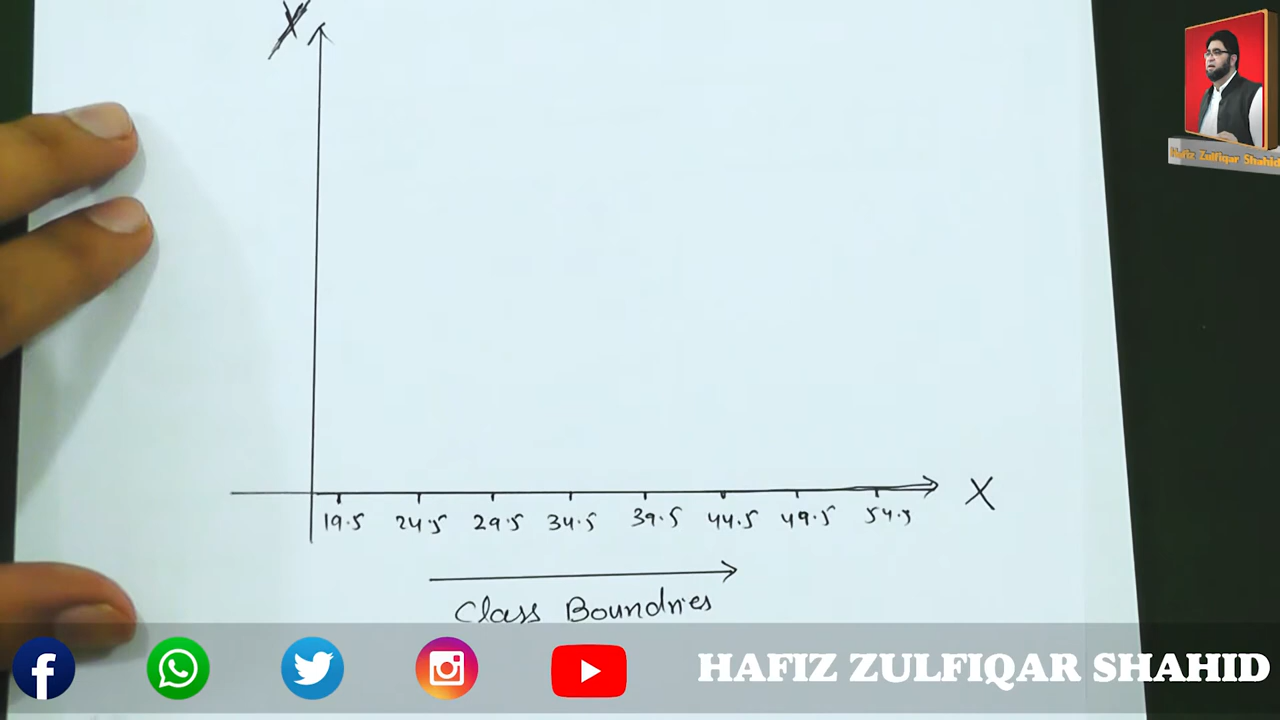 Y
Hafiz Zulfiqar Shahid
X
19.5 24.5 29.5 34.5 39.5 44.5 49.5 54.5
Class Boundries
HAFIZ ZULFIQAR SHAHID